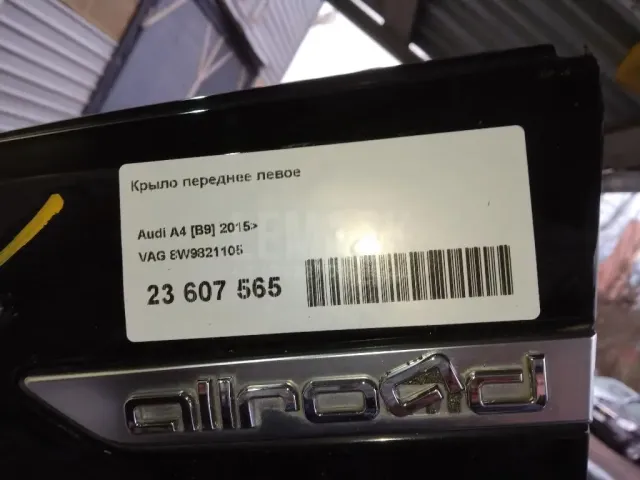 Крыло переднее левое
Audi A4 [B9] 2015>
VAG 8W9821105
23 607 565
allroad